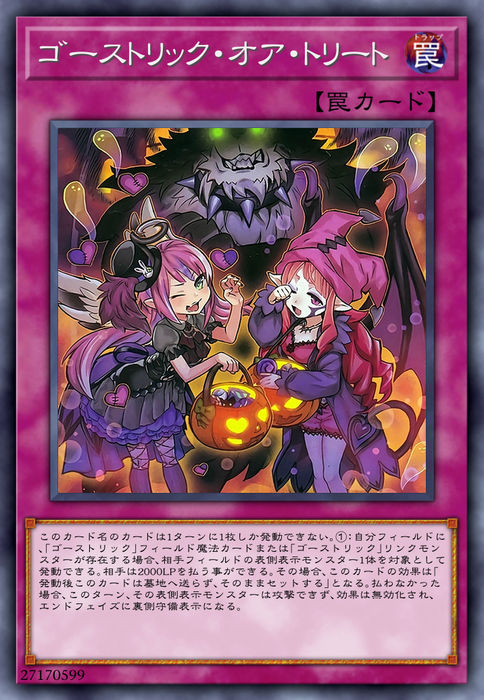 ゴーストリック・オア・トリート
トラップ
罠
【罠カード】
このカード名のカードは1ターンに1枚しか発動できない。①:自分フィールドに
、「ゴーストリック」フィールド魔法カードまたは「ゴーストリック」リンクモン
スターが存在する場合、相手フィールドの表側表示モンスター1体を対象として
発動できる。相手は2000LPを払う事ができる。その場合、このカードの効果は「
発動後このカードは墓地へ送らず、そのままセットする」となる。払わなかった
場合、このターン、その表側表示モンスターは攻撃できず、効果は無効化され、
エンドフェイズに裏側守備表示になる。
27170599